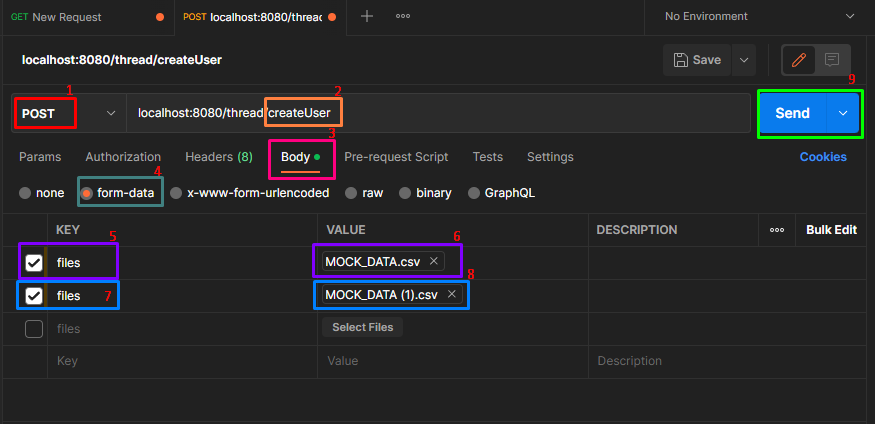 GET New Request POST localhost:8080/threac No Environment
localhost:8080/thread/createUser Save
1 2 9
POST localhost:8080/thread/createUser Send
3
Params Authorization Headers (8) Body Pre-request Script Tests Settings Cookies
4
none form-data x-www-form-urlencoded raw binary GraphQL
KEY VALUE DESCRIPTION Bulk Edit
5 6
files MOCK_DATA.csv
8
files 7 MOCK_DATA (1).csv
files Select Files
Key Value Description